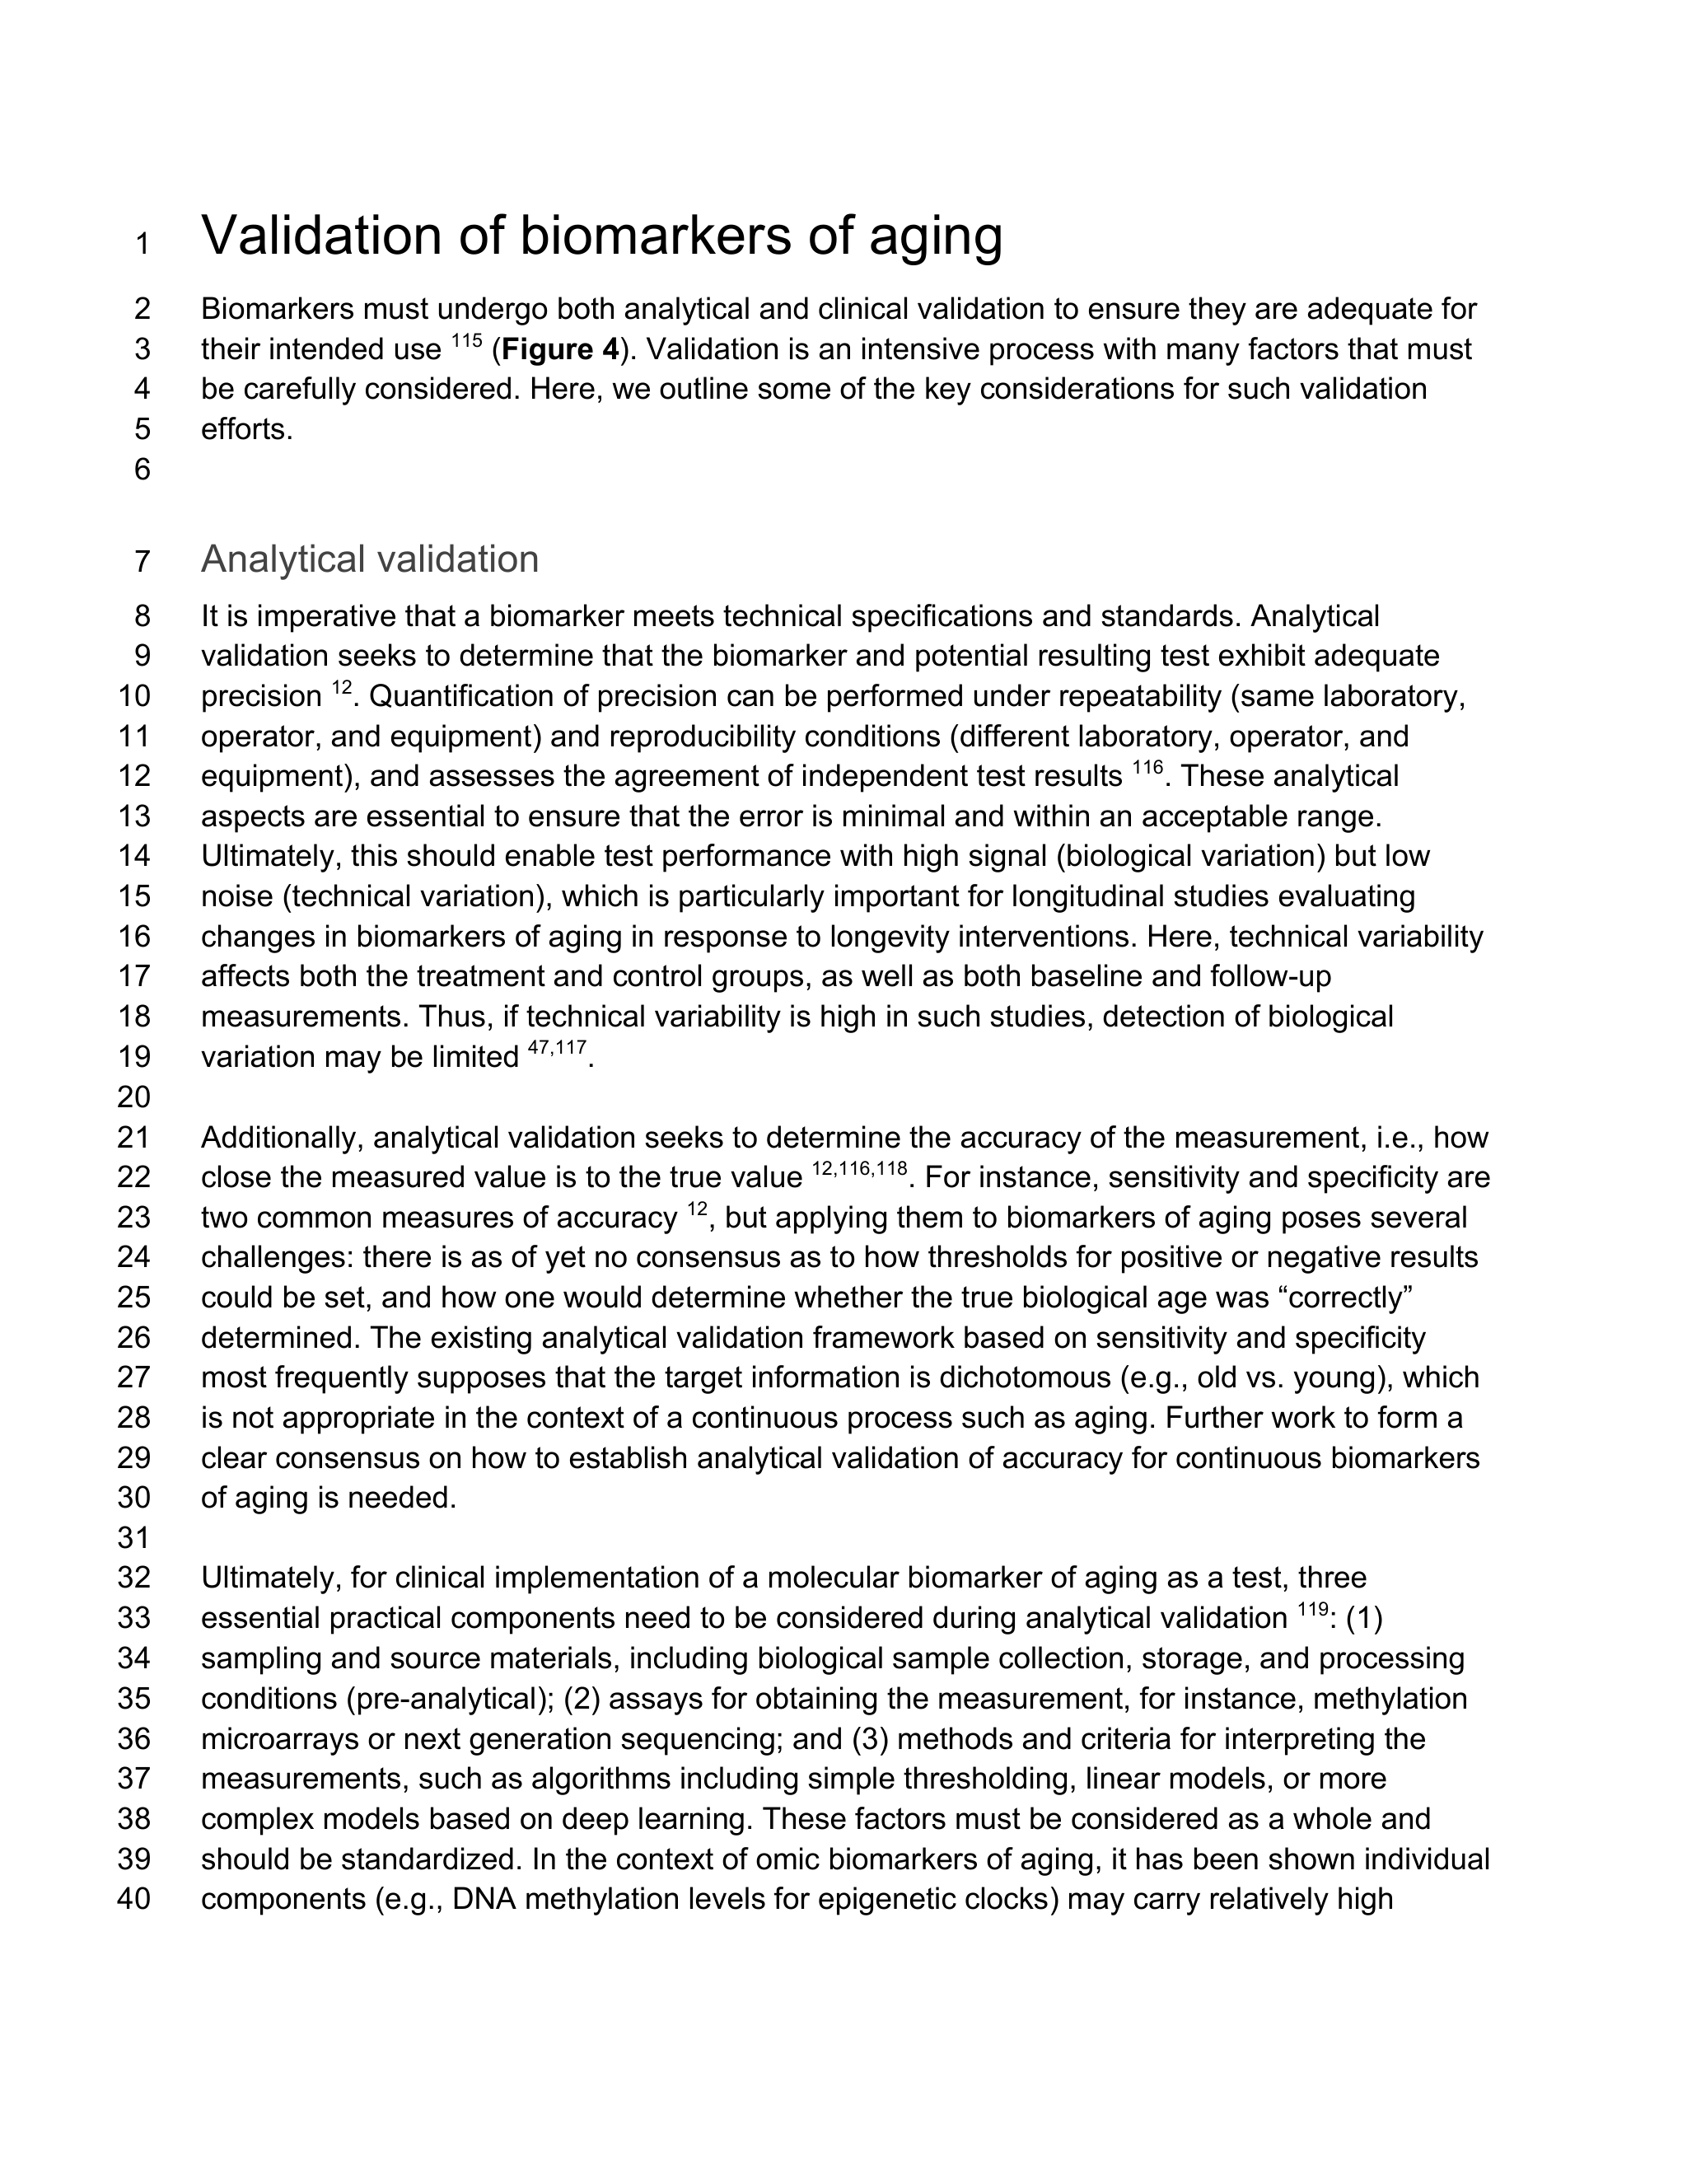 1 Validation of biomarkers of aging
2 Biomarkers must undergo both analytical and clinical validation to ensure they are adequate for
3 their intended use 115 (Figure 4). Validation is an intensive process with many factors that must
4 be carefully considered. Here, we outline some of the key considerations for such validation
5 efforts.
6
7 Analytical validation
8 It is imperative that a biomarker meets technical specifications and standards. Analytical
9 validation seeks to determine that the biomarker and potential resulting test exhibit adequate
10 precision 12. Quantification of precision can be performed under repeatability (same laboratory,
11 operator, and equipment) and reproducibility conditions (different laboratory, operator, and
12 equipment), and assesses the agreement of independent test results 116. These analytical
13 aspects are essential to ensure that the error is minimal and within an acceptable range.
14 Ultimately, this should enable test performance with high signal (biological variation) but low
15 noise (technical variation), which is particularly important for longitudinal studies evaluating
16 changes in biomarkers of aging in response to longevity interventions. Here, technical variability
17 affects both the treatment and control groups, as well as both baseline and follow-up
18 measurements. Thus, if technical variability is high in such studies, detection of biological
19 variation may be limited 47,117.
20
21 Additionally, analytical validation seeks to determine the accuracy of the measurement, i.e., how
22 close the measured value is to the true value 12,116,118. For instance, sensitivity and specificity are
23 two common measures of accuracy 12, but applying them to biomarkers of aging poses several
24 challenges: there is as of yet no consensus as to how thresholds for positive or negative results
25 could be set, and how one would determine whether the true biological age was “correctly”
26 determined. The existing analytical validation framework based on sensitivity and specificity
27 most frequently supposes that the target information is dichotomous (e.g., old vs. young), which
28 is not appropriate in the context of a continuous process such as aging. Further work to form a
29 clear consensus on how to establish analytical validation of accuracy for continuous biomarkers
30 of aging is needed.
31
32 Ultimately, for clinical implementation of a molecular biomarker of aging as a test, three
33 essential practical components need to be considered during analytical validation 119: (1)
34 sampling and source materials, including biological sample collection, storage, and processing
35 conditions (pre-analytical); (2) assays for obtaining the measurement, for instance, methylation
36 microarrays or next generation sequencing; and (3) methods and criteria for interpreting the
37 measurements, such as algorithms including simple thresholding, linear models, or more
38 complex models based on deep learning. These factors must be considered as a whole and
39 should be standardized. In the context of omic biomarkers of aging, it has been shown individual
40 components (e.g., DNA methylation levels for epigenetic clocks) may carry relatively high